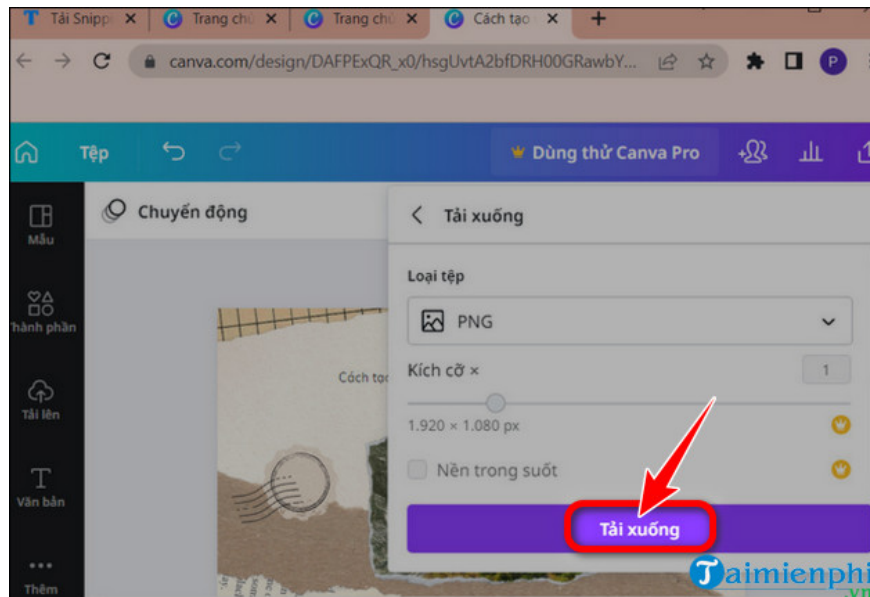 Tải Snipp
Trang chủ
Trang chủ
Cách tạo
canva.com/design/DAFPExQR_x0/hsgUvtA2bfDRH00GRawbY...
P
Tệp
Dùng thử Canva Pro
Mẫu
Chuyển động
Tải xuống
Loại tệp
Thành phần
PNG
Cách tạo
Kích cỡ ×
1
Tải lên
1.920 × 1.080 px
Nền trong suốt
Văn bản
Tải xuống
Thêm
Taimienphi
.vn